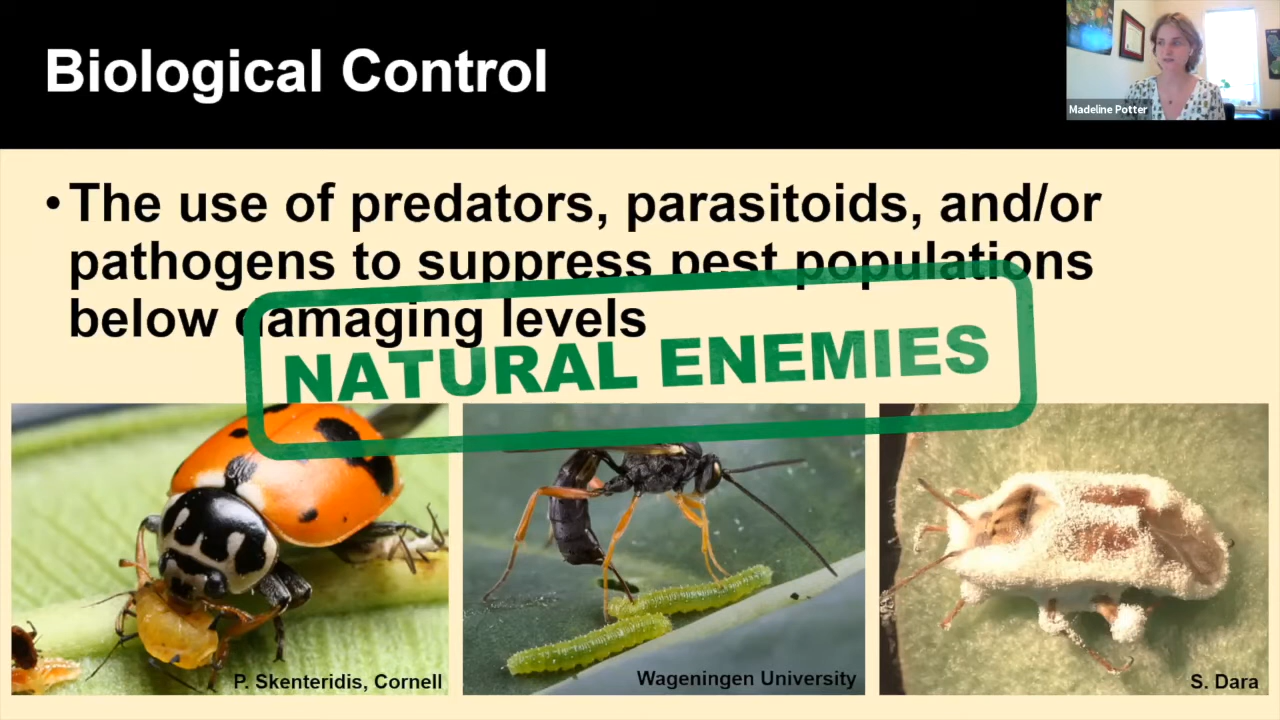 Biological Control
Madeline Potter
• The use of predators, parasitoids, and/or
pathogens to suppress pest populations
below damaging levels
NATURAL ENEMIES
P. Skenteridis, Cornell
Wageningen University
S. Dara